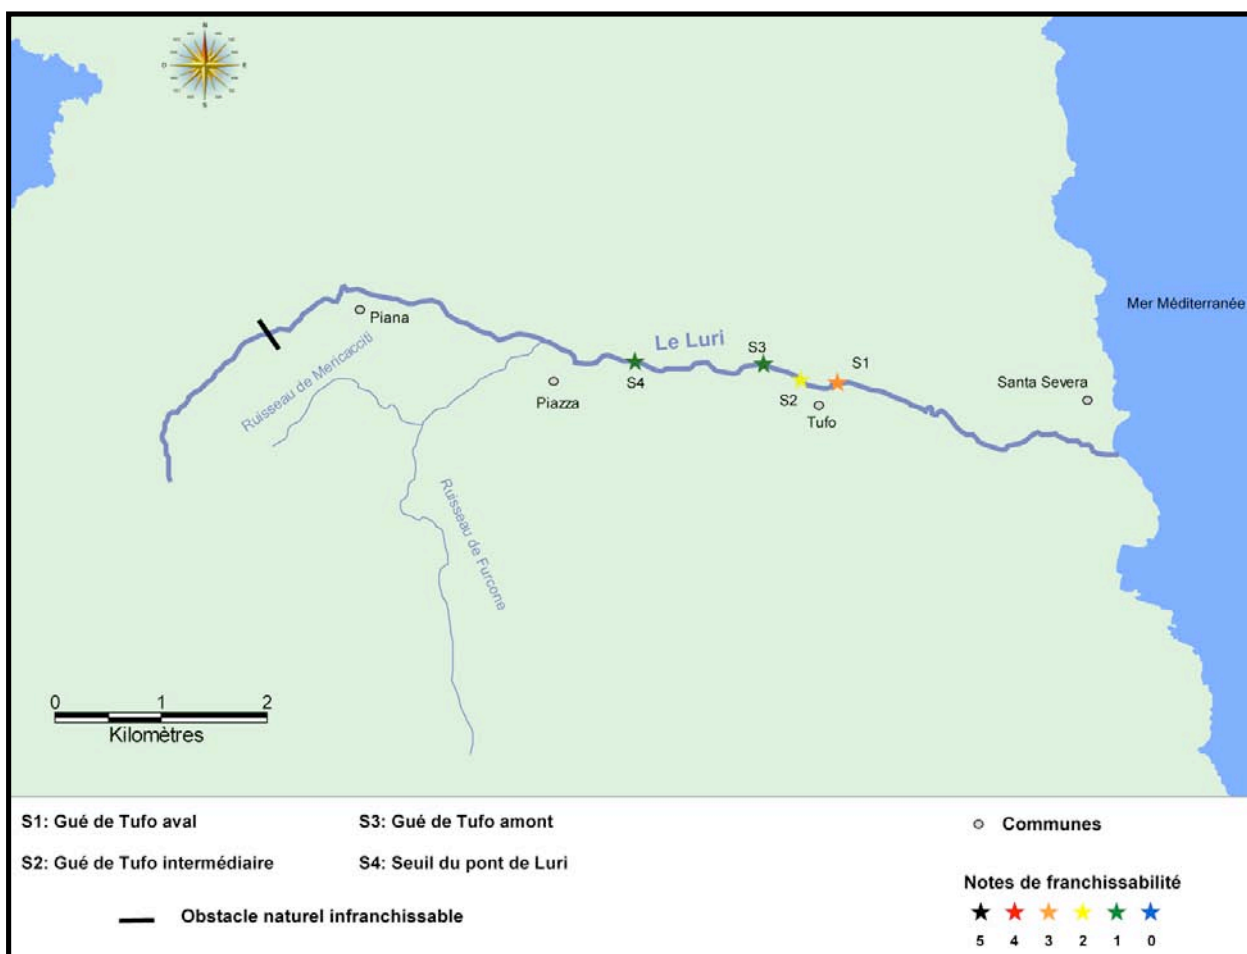 N
O
E
S
Mer Méditerranée
Piana
Le Luri
S3
S1
Ruisseau de Mericacciti
S4
Santa Severa
Piazza
S2
Tufo
Ruisseau de Furcone
0 1 2
Kilomètres
S1: Gué de Tufo aval
S3: Gué de Tufo amont
Communes
S2: Gué de Tufo intermédiaire
S4: Seuil du pont de Luri
Notes de franchissabilité
Obstacle naturel infranchissable
5 4 3 2 1 0